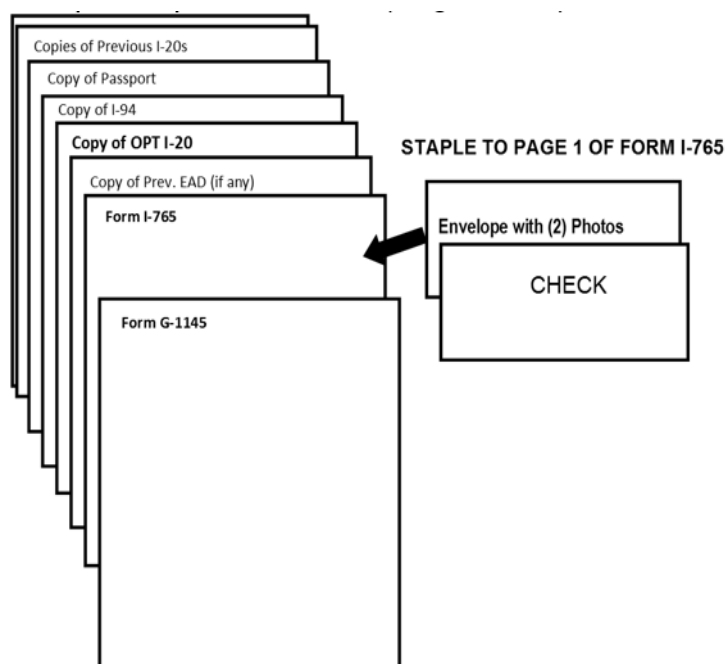 Copies of Previous I-20s
Copy of Passport
Copy of I-94
Copy of OPT I-20
Copy of Prev. EAD (if any)
Form I-765
Form G-1145
STAPLE TO PAGE 1 OF FORM I-765
Envelope with (2) Photos
CHECK